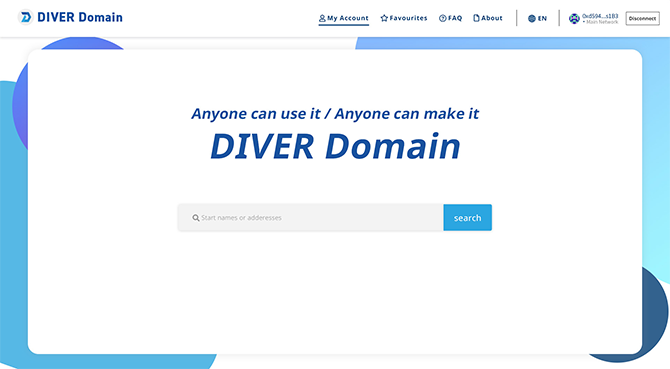 DIVER Domain
My Account
Favourites
FAQ
About
EN
0xd594...s1B3
Main Network
Disconnect
Anyone can use it / Anyone can make it
DIVER Domain
Start names or adderesses
search